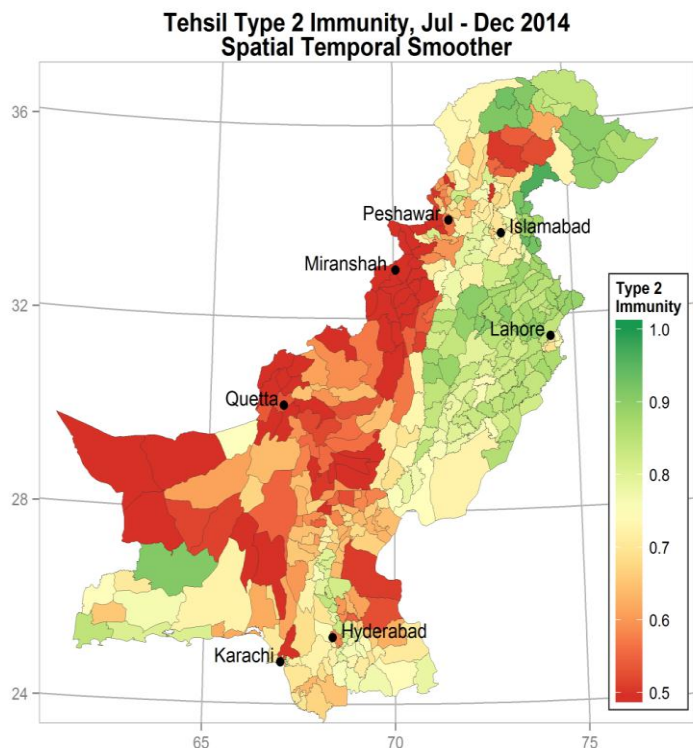 Tehsil Type 2 Immunity, Jul - Dec 2014
Spatial Temporal Smoother
36
Peshawar
Islamabad
Miranshah
32
Type 2
Immunity
1.0
Lahore
0.9
Quetta
0.8
28
0.7
0.6
Hyderabad
Karachi
24
0.5
65
70
75